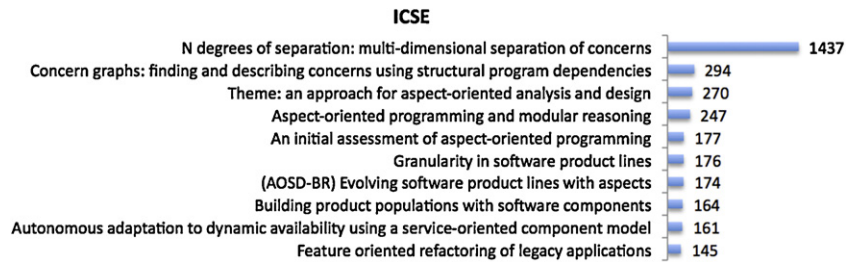 ICSE
N degrees of separation: multi-dimensional separation of concerns 1437
Concern graphs: finding and describing concerns using structural program dependencies 294
Theme: an approach for aspect-oriented analysis and design 270
Aspect-oriented programming and modular reasoning 247
An initial assessment of aspect-oriented programming 177
Granularity in software product lines 176
(AOSD-BR) Evolving software product lines with aspects 174
Building product populations with software components 164
Autonomous adaptation to dynamic availability using a service-oriented component model 161
Feature oriented refactoring of legacy applications 145